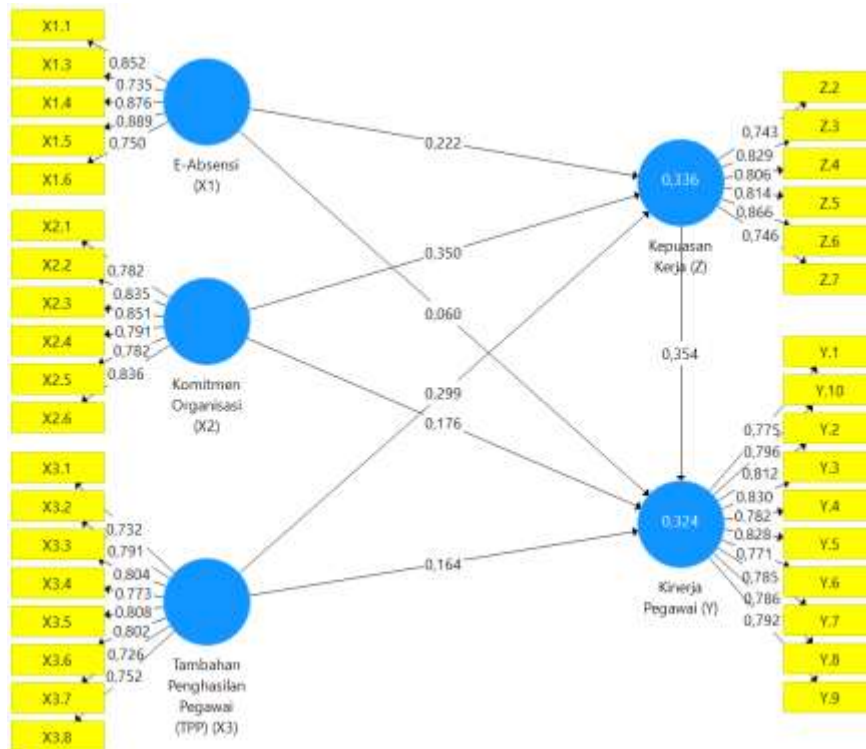 X1.1
X1.3
X1.4
X1.5
X1.6
0,852
0,735
0,876
0,889
0,750
E-Absensi
(X1)
X2.1
X2.2
X2.3
X2.4
X2.5
X2.6
0,782
0,835
0,851
0,791
0,782
0,836
Komitmen
Organisasi
(X2)
X3.1
X3.2
X3.3
X3.4
X3.5
X3.6
X3.7
X3.8
0,732
0,791
0,804
0,773
0,808
0,802
0,726
0,752
Tambahan
Penghasilan
Pegawai
(TPP) (X3)
0,222
0,350
0,060
0,299
0,176
0,164
0,354
0,336
Kepuasan
Kerja (Z)
0,743
0,829
0,806
0,814
0,866
0,746
Z.2
Z.3
Z.4
Z.5
Z.6
Z.7
0,324
Kinerja
Pegawai (Y)
0,775
0,796
0,812
0,830
0,782
0,828
0,771
0,785
0,786
0,792
Y.1
Y.10
Y.2
Y.3
Y.4
Y.5
Y.6
Y.7
Y.8
Y.9